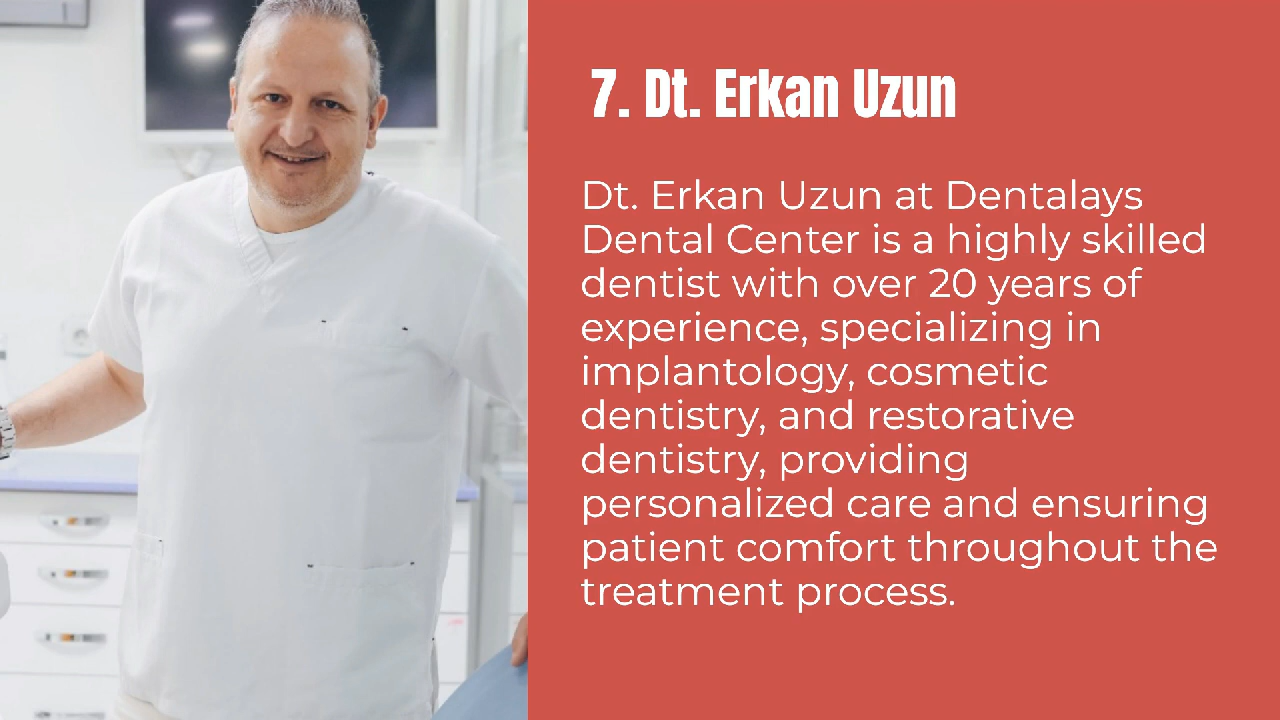 7. Dt. Erkan Uzun
Dt. Erkan Uzun at Dentalays
Dental Center is a highly skilled
dentist with over 20 years of
experience, specializing in
implantology, cosmetic
dentistry, and restorative
dentistry, providing
personalized care and ensuring
patient comfort throughout the
treatment process.